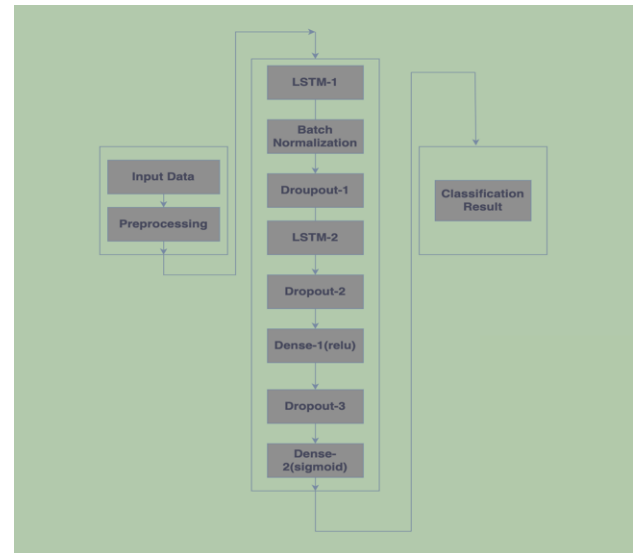 Input Data
Preprocessing
LSTM-1
Batch
Normalization
Droupout-1
LSTM-2
Dropout-2
Dense-1(relu)
Dropout-3
Dense-
2(sigmoid)
Classification
Result